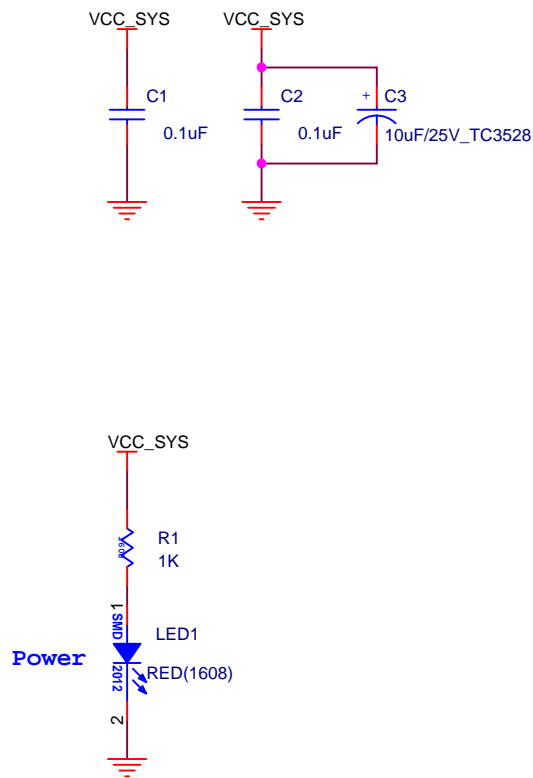 VCC_SYS
VCC_SYS
C1
0.1uF
C2
0.1uF
+
C3
10uF/25V_TC3528
VCC_SYS
R1
1K
1608
1
SMD
LED1
Power
RED(1608)
2012
2